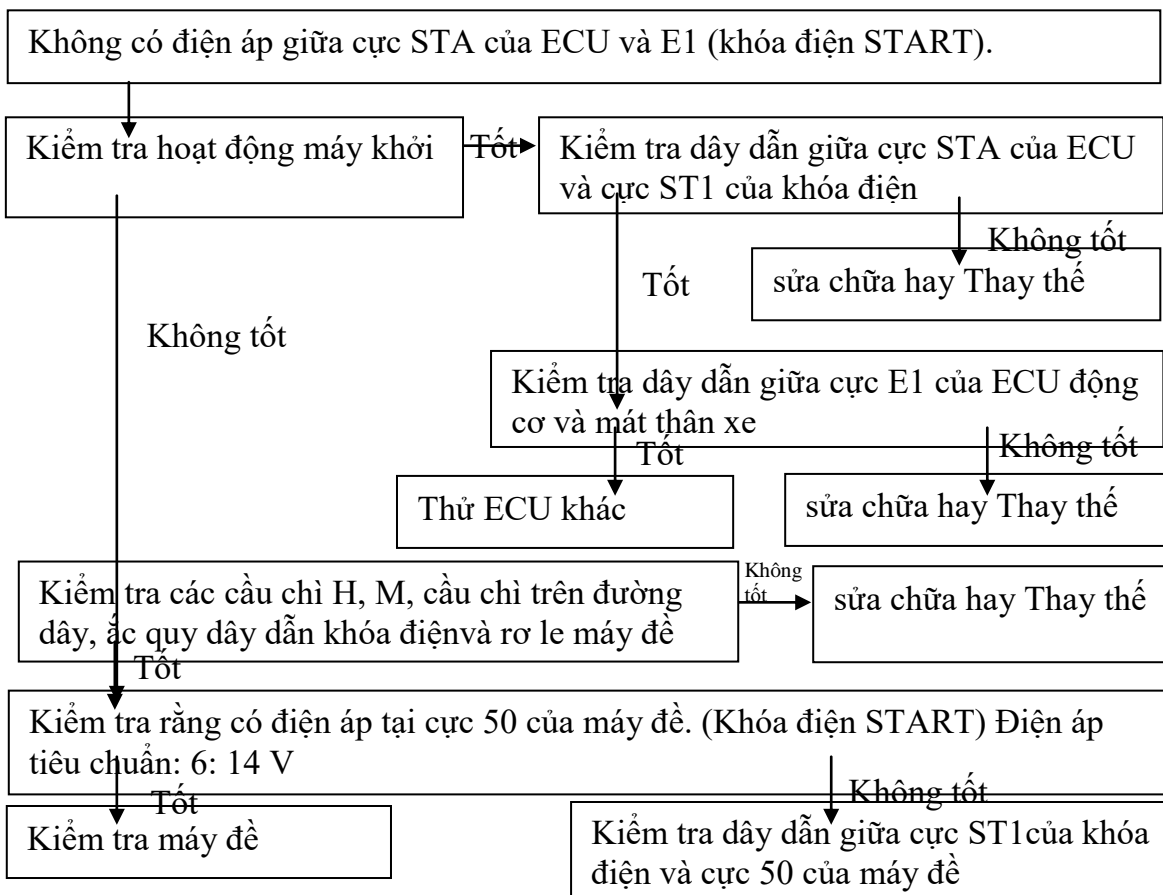 Không có điện áp giữa cực STA của ECU và E1 (khóa điện START).
Kiểm tra hoạt động máy khởi
Tốt
Kiểm tra dây dẫn giữa cực STA của ECU
và cực ST1 của khóa điện
Không tốt
Tốt
sửa chữa hay Thay thế
Không tốt
Kiểm tra dây dẫn giữa cực E1 của ECU động
cơ và mát thân xe
Không tốt
Tốt
Thử ECU khác
sửa chữa hay Thay thế
Kiểm tra các cầu chì H, M, cầu chì trên đường
dây, ắc quy dây dẫn khóa điệnvà rơ le máy đề
Không
tốt
sửa chữa hay Thay thế
Tốt
Kiểm tra rằng có điện áp tại cực 50 của máy đề. (Khóa điện START) Điện áp
tiêu chuẩn: 6: 14 V
Tốt
Không tốt
Kiểm tra máy đề
Kiểm tra dây dẫn giữa cực ST1của khóa
điện và cực 50 của máy đề